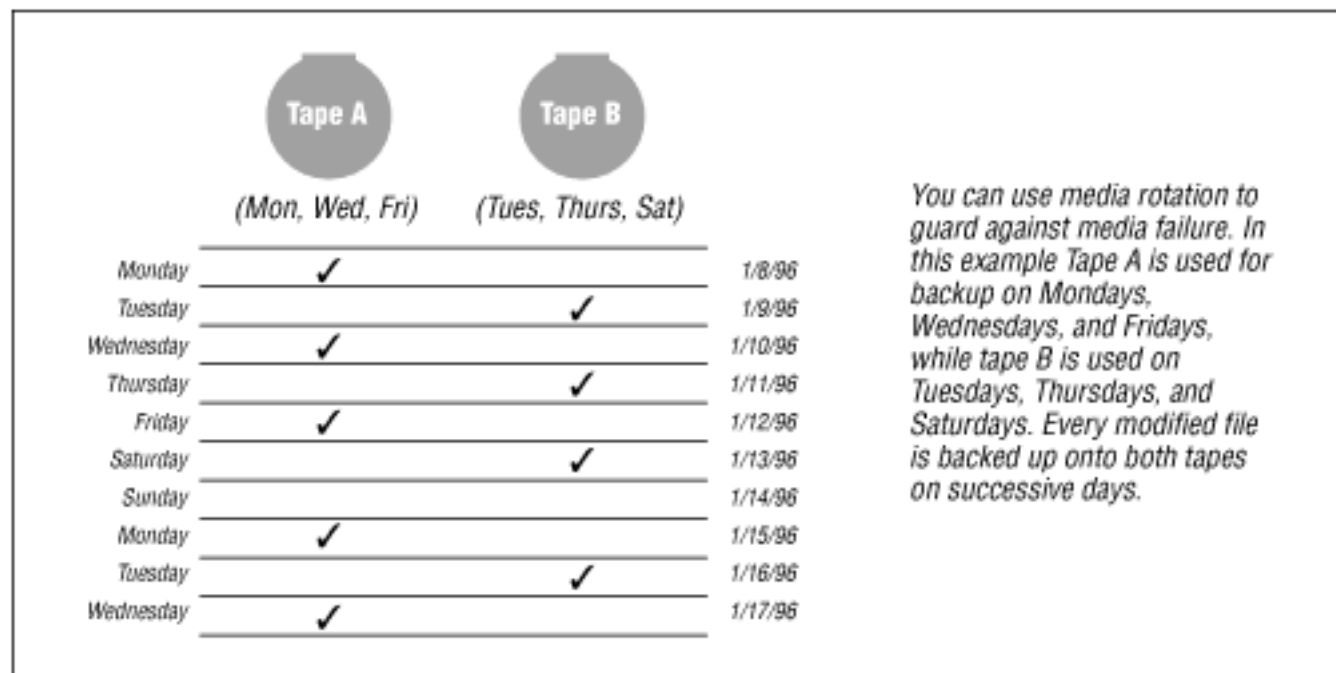 Tape A
Tape B
(Mon, Wed, Fri)
(Tues, Thurs, Sat)
Monday 1/8/96
Tuesday 1/9/96
Wednesday 1/10/96
Thursday 1/11/96
Friday 1/12/96
Saturday 1/13/96
Sunday 1/14/96
Monday 1/15/96
Tuesday 1/16/96
Wednesday 1/17/96
You can use media rotation to
guard against media failure. In
this example Tape A is used for
backup on Mondays,
Wednesdays, and Fridays,
while tape B is used on
Tuesdays, Thursdays, and
Saturdays. Every modified file
is backed up onto both tapes
on successive days.